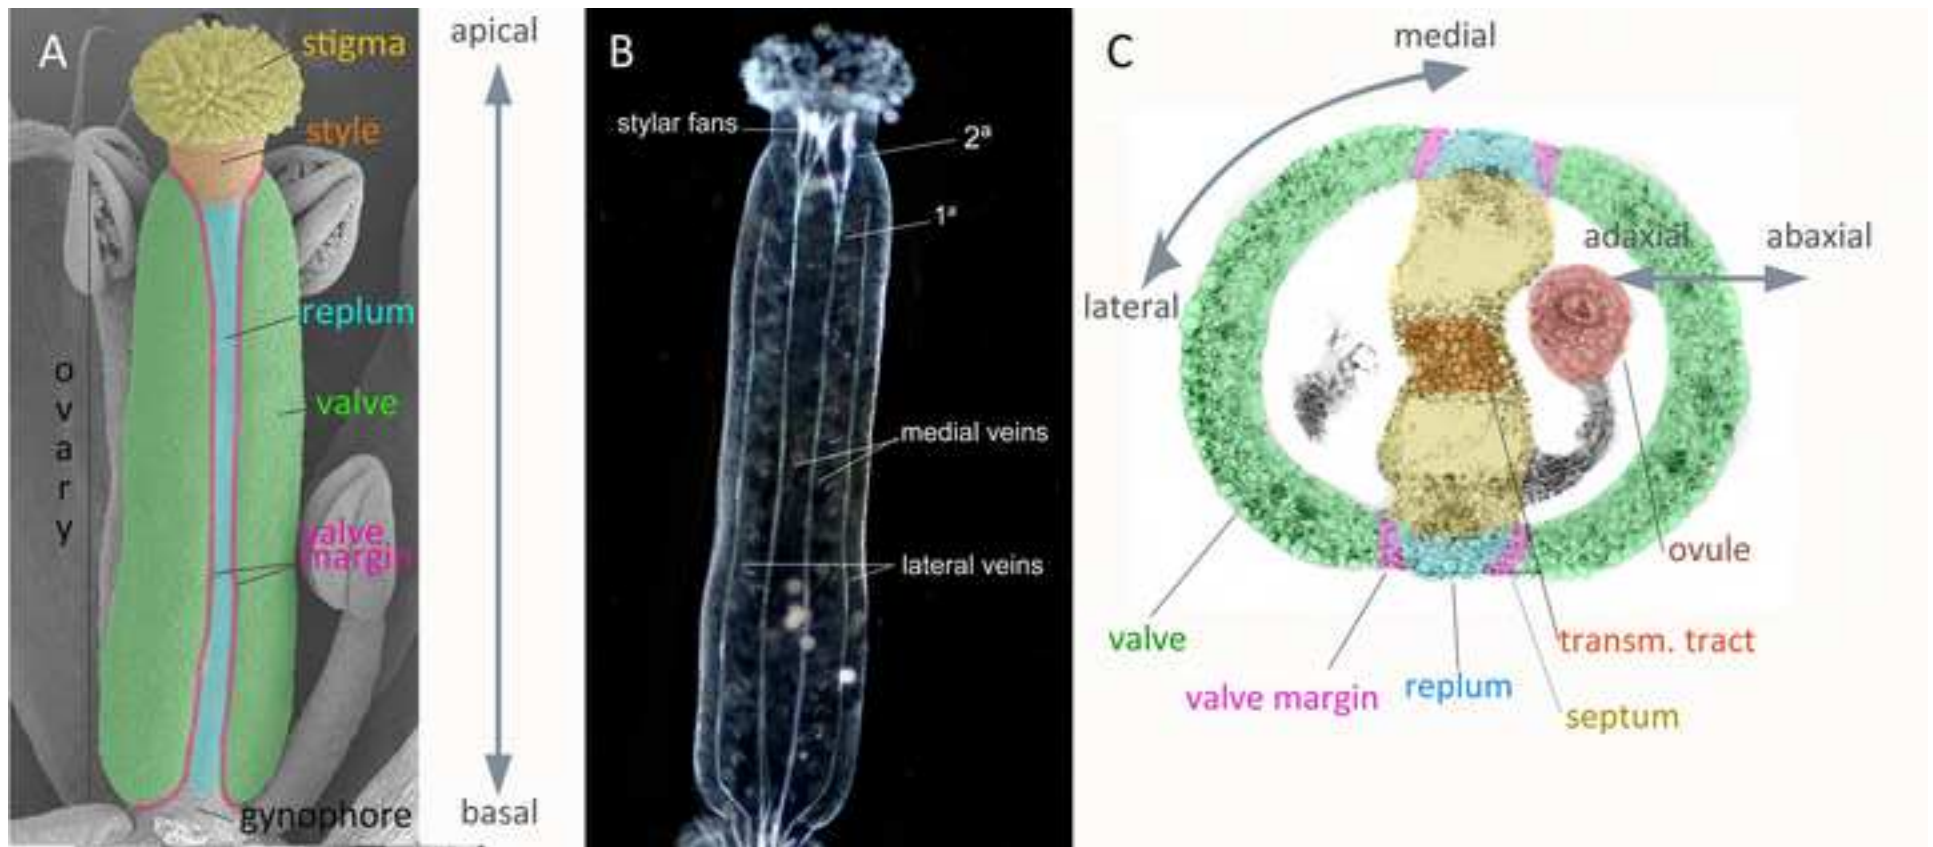 A
stigma
style
replum
valve
valve
margin
ovary
gynophore
apical
basal
B
stylar fans
2ª
1ª
medial veins
lateral veins
C
medial
lateral
adaxial
abaxial
ovule
valve
transm. tract
valve margin
replum
septum